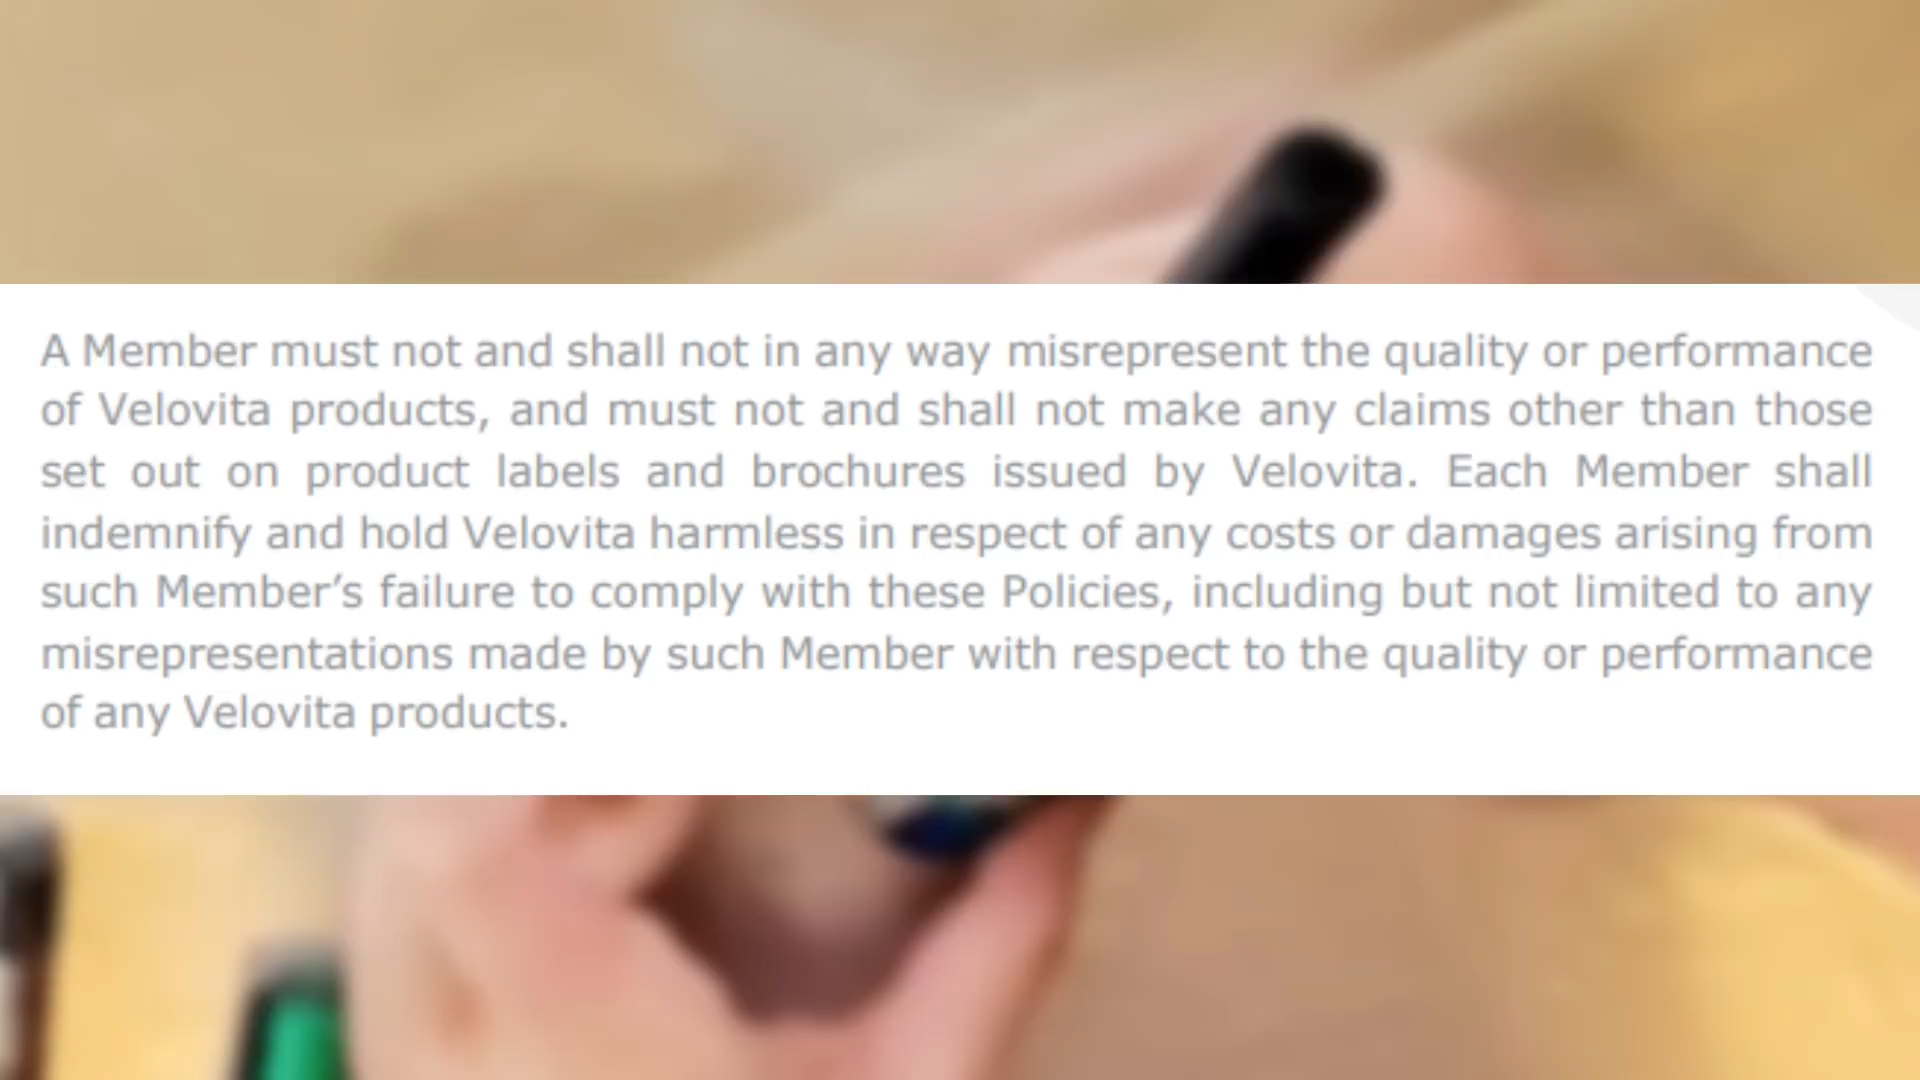 A Member must not and shall not in any way misrepresent the quality or performance
of Velovita products, and must not and shall not make any claims other than those
set out on product labels and brochures issued by Velovita. Each Member shall
indemnify and hold Velovita harmless in respect of any costs or damages arising from
such Member’s failure to comply with these Policies, including but not limited to any
misrepresentations made by such Member with respect to the quality or performance
of any Velovita products.